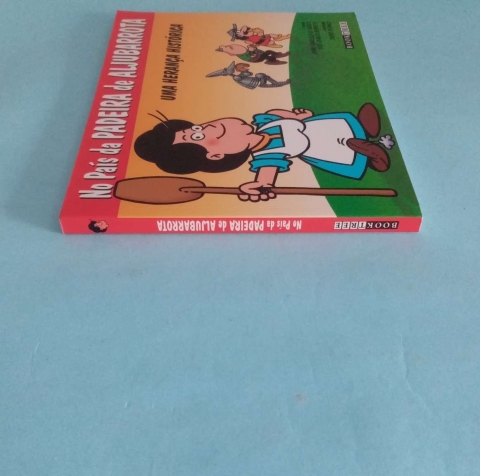 No País da PADEIRA de ALJUBARROTA
UMA HERANÇA HISTÓRICA
No País da PADEIRA de ALJUBARROTA
BOOKTREE